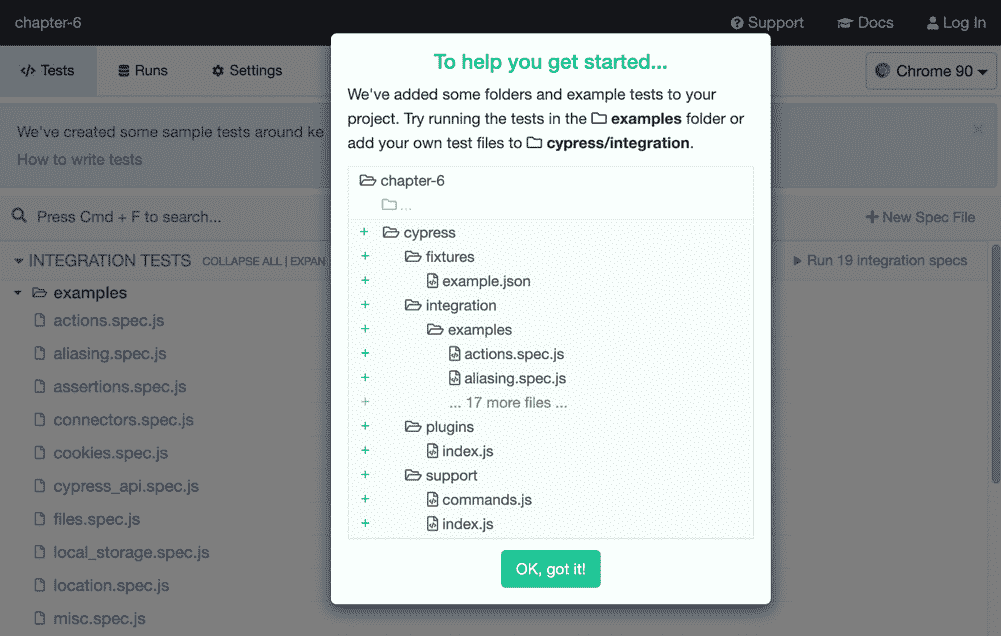 chapter-6
Support
Docs
Log In
Tests
Runs
Settings
Chrome 90
We've created some sample tests around ke
How to write tests
Press Cmd + F to search...
New Spec File
INTEGRATION TESTS
COLLAPSE ALL | EXPAN
Run 19 integration specs
examples
actions.spec.js
aliasing.spec.js
assertions.spec.js
connectors.spec.js
cookies.spec.js
cypress_api.spec.js
files.spec.js
local_storage.spec.js
location.spec.js
misc.spec.js
To help you get started...
We've added some folders and example tests to your
project. Try running the tests in the examples folder or
add your own test files to cypress/integration.
chapter-6
...
+ cypress
+ fixtures
+ example.json
+ integration
+ examples
+ actions.spec.js
+ aliasing.spec.js
+ ... 17 more files ...
+ plugins
+ index.js
+ support
+ commands.js
+ index.js
OK, got it!